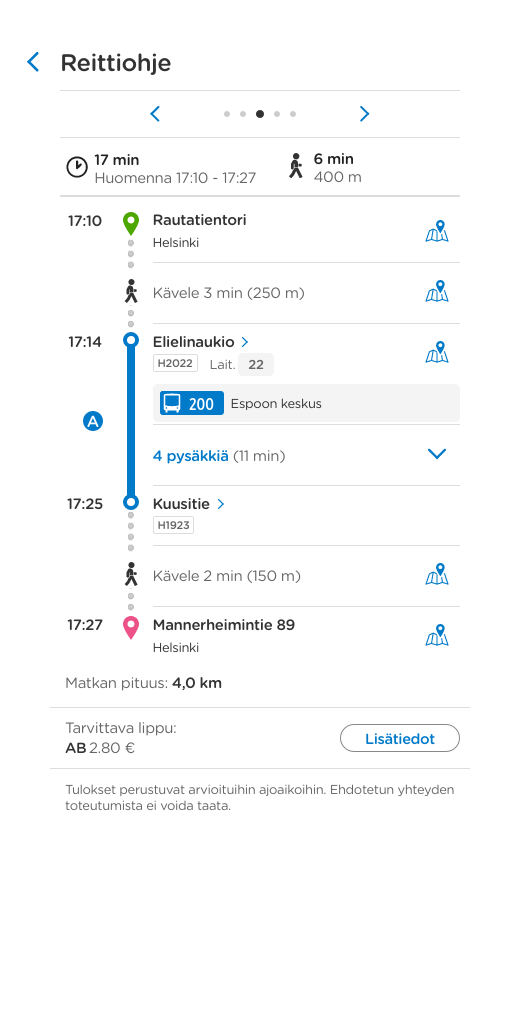 Reittiohje
17 min
Huomenna 17:10 - 17:27
6 min
400 m
17:10 Rautatientori
Helsinki
Kävele 3 min (250 m)
17:14 Elielinaukio
H2022 Lait. 22
200 Espoon keskus
A
4 pysäkkiä (11 min)
17:25 Kuusitie
H1923
Kävele 2 min (150 m)
17:27 Mannerheimintie 89
Helsinki
Matkan pituus: 4,0 km
Tarvittava lippu:
AB 2.80 €
Lisätiedot
Tulokset perustuvat arvioituihin ajoaikoihin. Ehdotetun yhteyden
toteutumista ei voida taata.